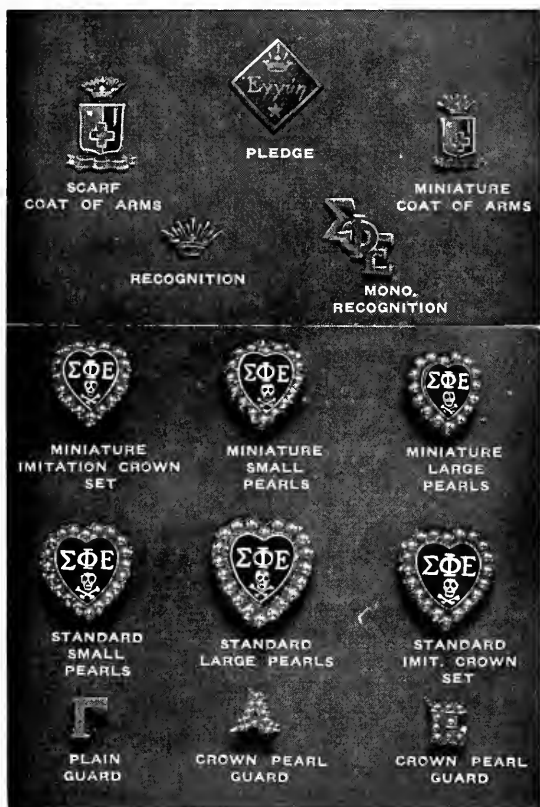 Εγγύη
PLEDGE
SCARF
COAT OF ARMS
MINIATURE
COAT OF ARMS
RECOGNITION
ΣΦΕ
MONO.
RECOGNITION
ΣΦΕ
MINIATURE
IMITATION CROWN
SET
ΣΦΕ
MINIATURE
SMALL
PEARLS
ΣΦΕ
MINIATURE
LARGE
PEARLS
ΣΦΕ
STANDARD
SMALL
PEARLS
ΣΦΕ
STANDARD
LARGE PEARLS
ΣΦΕ
STANDARD
IMIT. CROWN
SET
Γ
PLAIN
GUARD
Α
CROWN PEARL
GUARD
Β
CROWN PEARL
GUARD